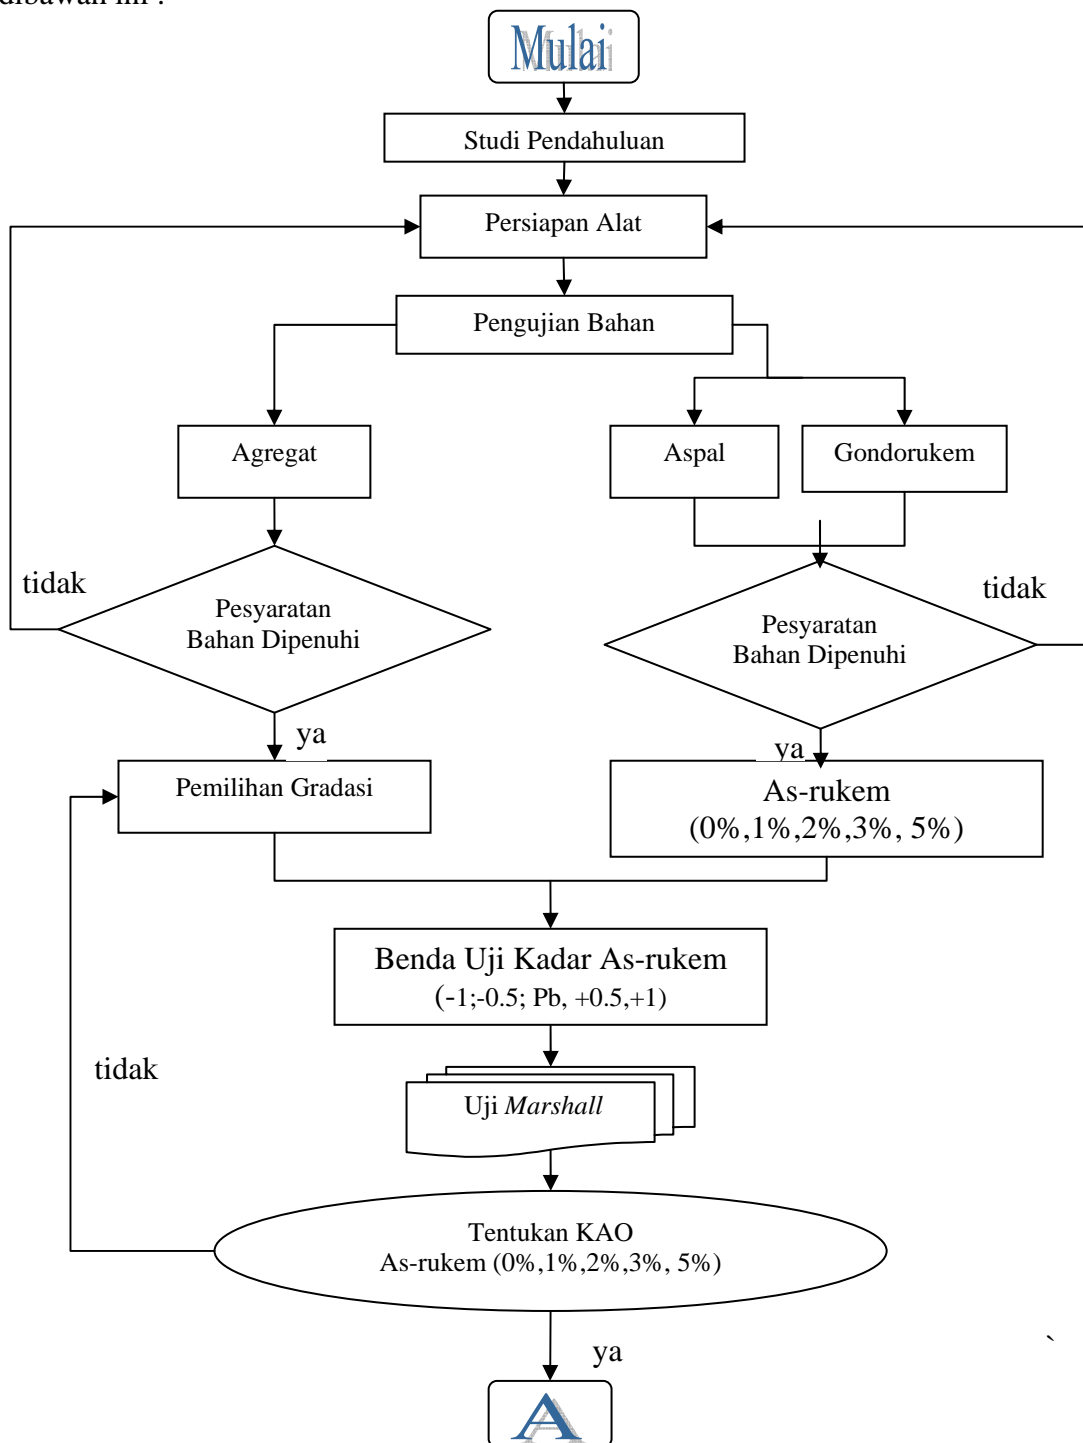 dibawah ini :
Mulai
Studi Pendahuluan
Persiapan Alat
Pengujian Bahan
Agregat
Aspal
Gondorukem
tidak
Pesyaratan
Bahan Dipenuhi
tidak
Pesyaratan
Bahan Dipenuhi
ya
ya
Pemilihan Gradasi
As-rukem
(0%,1%,2%,3%, 5%)
Benda Uji Kadar As-rukem
(-1;-0.5; Pb, +0.5,+1)
tidak
Uji Marshall
Tentukan KAO
As-rukem (0%,1%,2%,3%, 5%)
`
ya
A